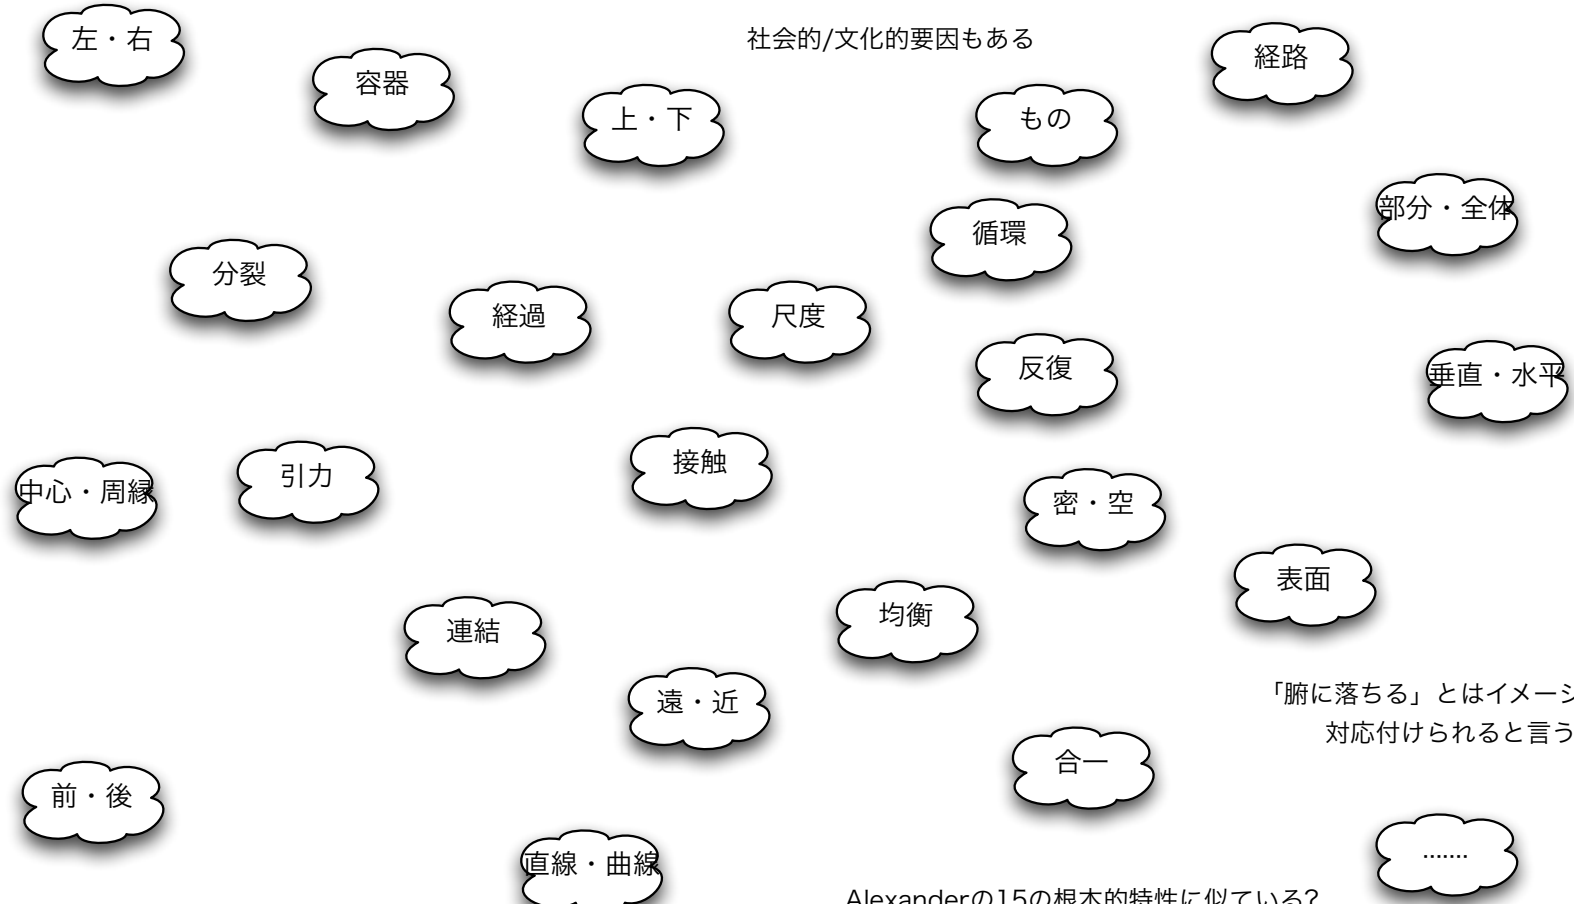 左・右
社会的/文化的要因もある
経路
容器
上・下
もの
部分・全体
循環
分裂
経過
尺度
反復
垂直・水平
接触
引力
中心・周縁
密・空
表面
均衡
連結
「腑に落ちる」とはイメージ
遠・近
対応付けられると言う
合一
前・後
.......
直線・曲線
Alexanderの15の根本的特性に似ている?